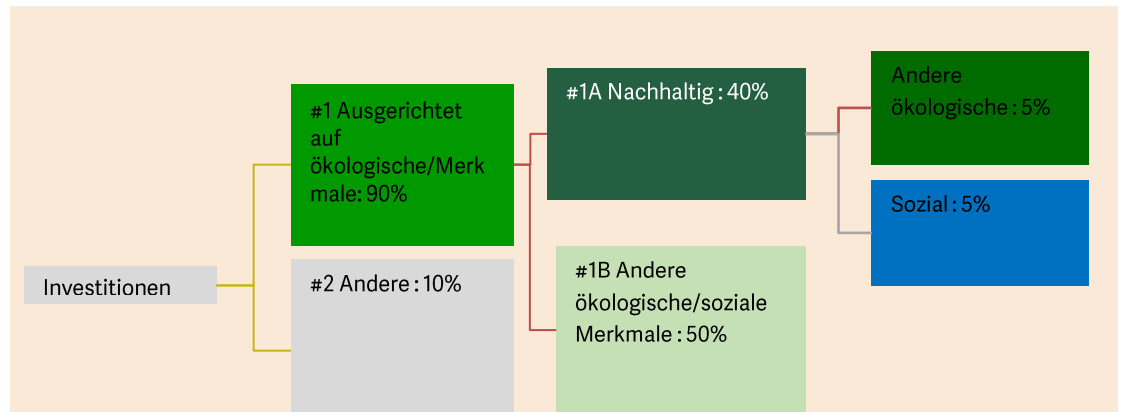 Investitionen
#1 Ausgerichtet
auf
ökologische/Merk
male: 90%
#2 Andere : 10%
#1A Nachhaltig : 40%
#1B Andere
ökologische/soziale
Merkmale : 50%
Andere
ökologische : 5%
Sozial : 5%